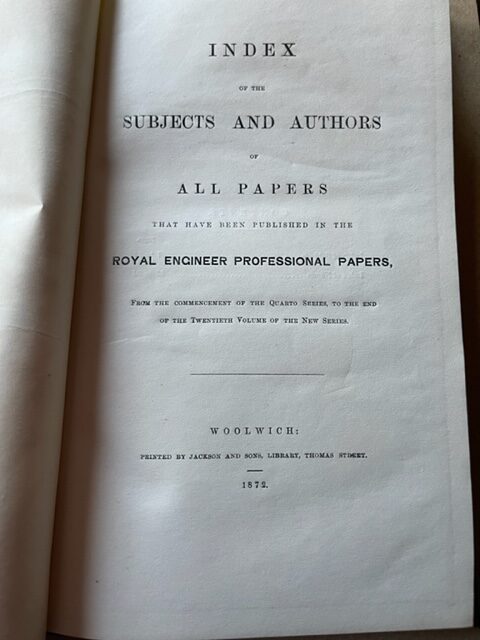 INDEX
OF THE
SUBJECTS AND AUTHORS
OF
ALL PAPERS
THAT HAVE BEEN PUBLISHED IN THE
ROYAL ENGINEER PROFESSIONAL PAPERS,
FROM THE COMMENCEMENT OF THE QUARTO SERIES, TO THE END
OF THE TWENTIETH VOLUME OF THE NEW SERIES.
WOOLWICH:
PRINTED BY JACKSON AND SONS, LIBRARY, THOMAS STREET.
1872.